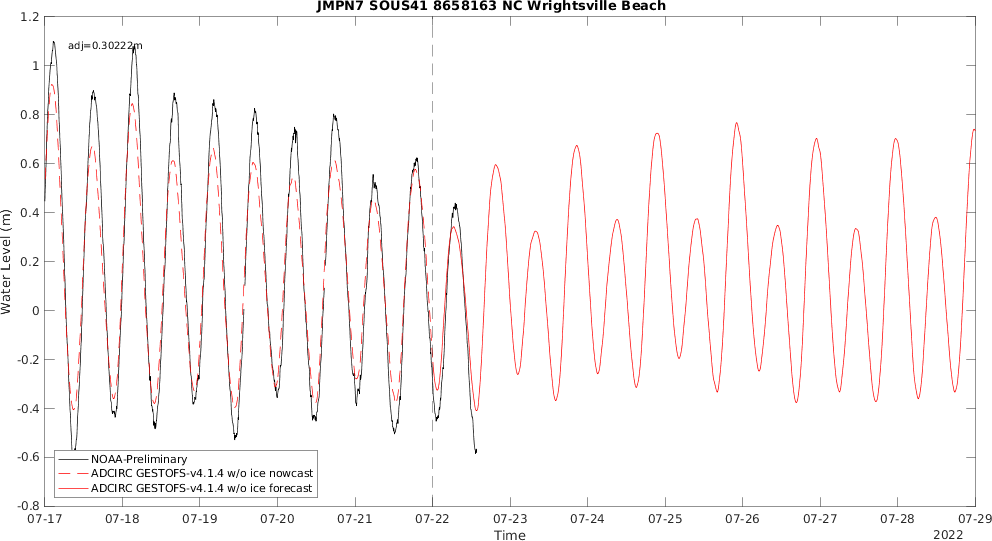 JMPN7 SOUS41 8658163 NC Wrightsville Beach
adj=0.30222m
1.2
1
0.8
0.6
0.4
0.2
0
-0.2
-0.4
-0.6
-0.8
Water Level (m)
NOAA-Preliminary
ADCIRC GESTOFS-v4.1.4 w/o ice nowcast
ADCIRC GESTOFS-v4.1.4 w/o ice forecast
07-17 07-18 07-19 07-20 07-21 07-22 07-23 07-24 07-25 07-26 07-27 07-28 07-29
Time
2022